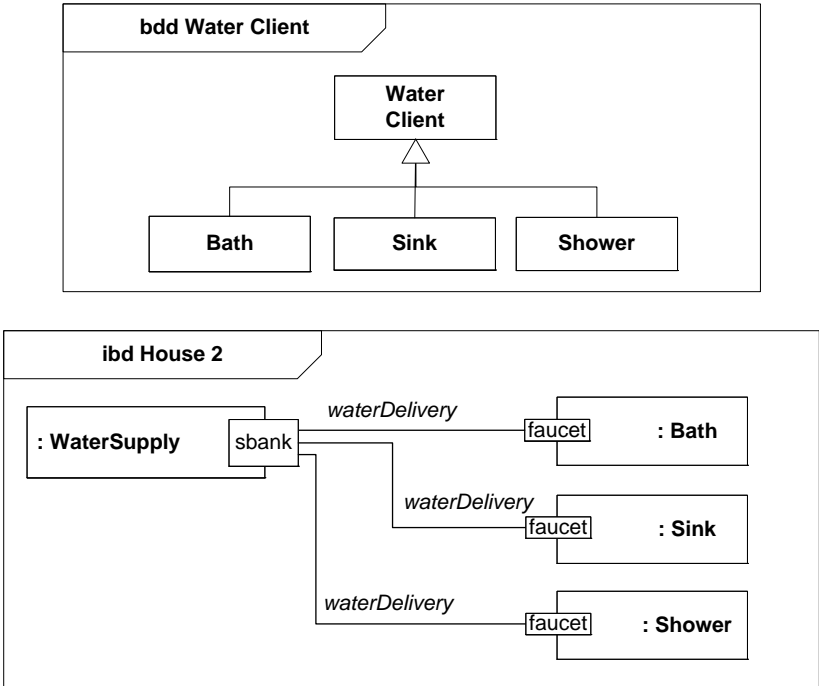 bdd Water Client
Water
Client
Bath
Sink
Shower
ibd House 2
: WaterSupply
sbank
waterDelivery
faucet
: Bath
waterDelivery
faucet
: Sink
waterDelivery
faucet
: Shower